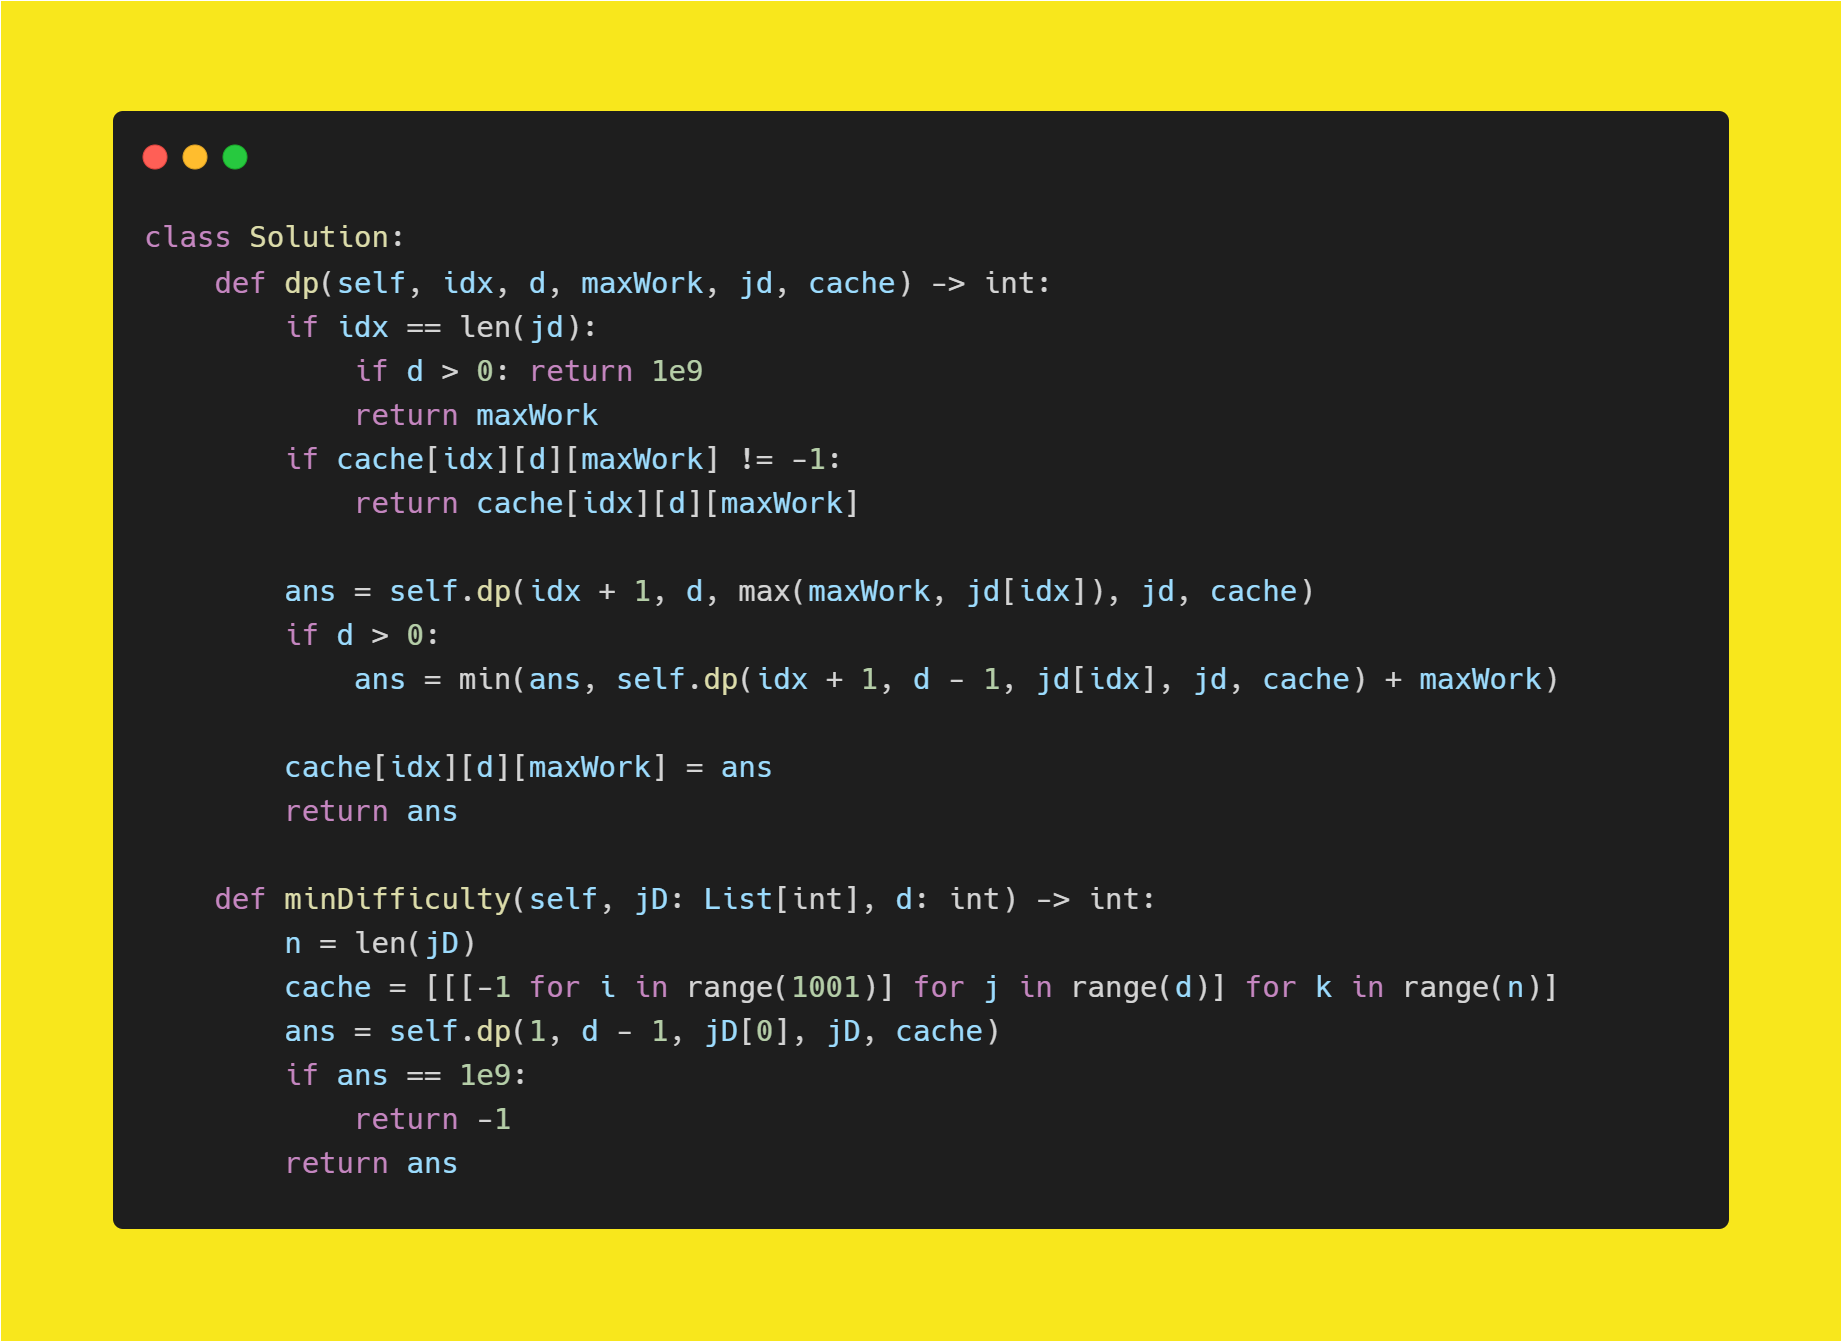 class Solution:
    def dp(self, idx, d, maxWork, jd, cache) -> int:
        if idx == len(jd):
            if d > 0: return 1e9
            return maxWork
        if cache[idx][d][maxWork] != -1:
            return cache[idx][d][maxWork]

        ans = self.dp(idx + 1, d, max(maxWork, jd[idx]), jd, cache)
        if d > 0:
            ans = min(ans, self.dp(idx + 1, d - 1, jd[idx], jd, cache) + maxWork)

        cache[idx][d][maxWork] = ans
        return ans

    def minDifficulty(self, jD: List[int], d: int) -> int:
        n = len(jD)
        cache = [[[-1 for i in range(1001)] for j in range(d)] for k in range(n)]
        ans = self.dp(1, d - 1, jD[0], jD, cache)
        if ans == 1e9:
            return -1
        return ans